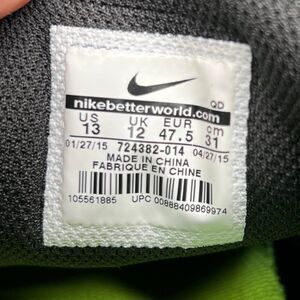 QD
nikebetterworld.com
US UK EUR cm
13 12 47.5 31
01/27/15 724382-014 04/27/15
MADE IN CHINA
FABRIQUE EN CHINE
105561885 UPC 00888409869974